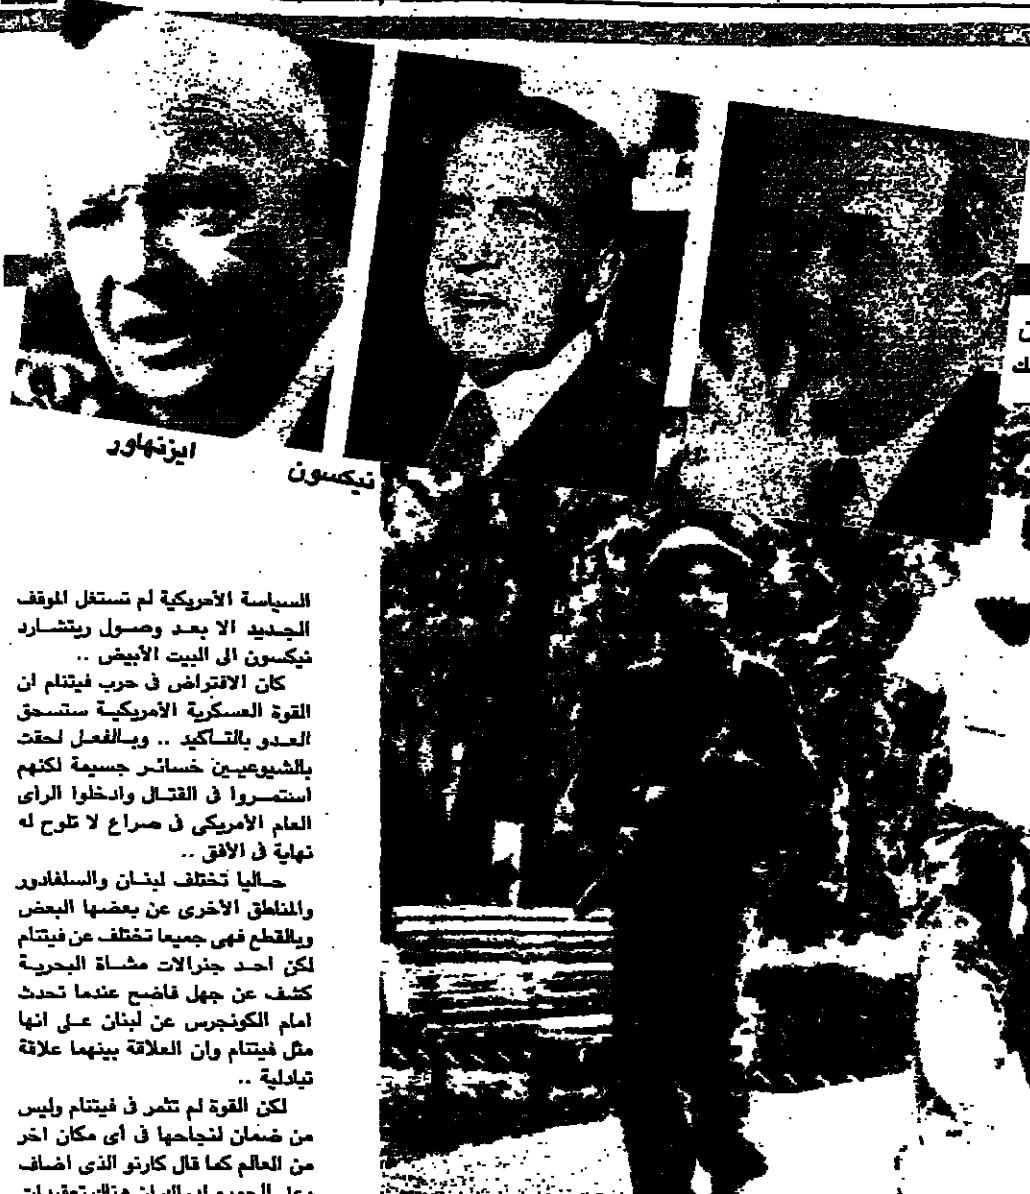 ايزنهاور
نيكسون
السياسة الأمريكية لم تستغل الموقف
الجديد الا بعد وصول ريتشارد
نيكسون الى البيت الأبيض ..
كان الافتراض فى حرب فيتنام ان
القوة العسكرية الأمريكية ستسحق
العدو بالتأكيد .. وبالفعل لحقت
بالشيوعيين خسائر جسيمة لكنهم
استمروا فى القتال وادخلوا الرأى
العام الأمريكى فى صراع لا تلوح له
نهاية فى الأفق ..
حاليا تختلف لبنان والسلفادور
والمناطق الأخرى عن بعضها البعض
وبالقطع فهى جميعا تختلف عن فيتنام
لكن احد جنرالات مشاة البحرية
كشف عن جهل فاضح عندما تحدث
امام الكونجرس عن لبنان على انها
مثل فيتنام وان العلاقة بينهما علاقة
تبادلية ..
لكن القوة لم تثمر فى فيتنام وليس
من ضمان لنجاحها فى أى مكان اخر
من العالم كما قال كارنو الذى اضاف